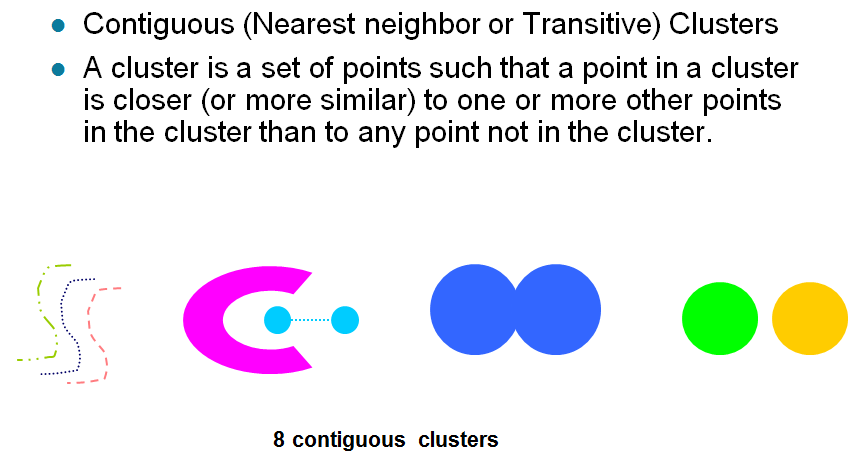 Contiguous (Nearest neighbor or Transitive) Clusters
A cluster is a set of points such that a point in a cluster
is closer (or more similar) to one or more other points
in the cluster than to any point not in the cluster.
8 contiguous clusters